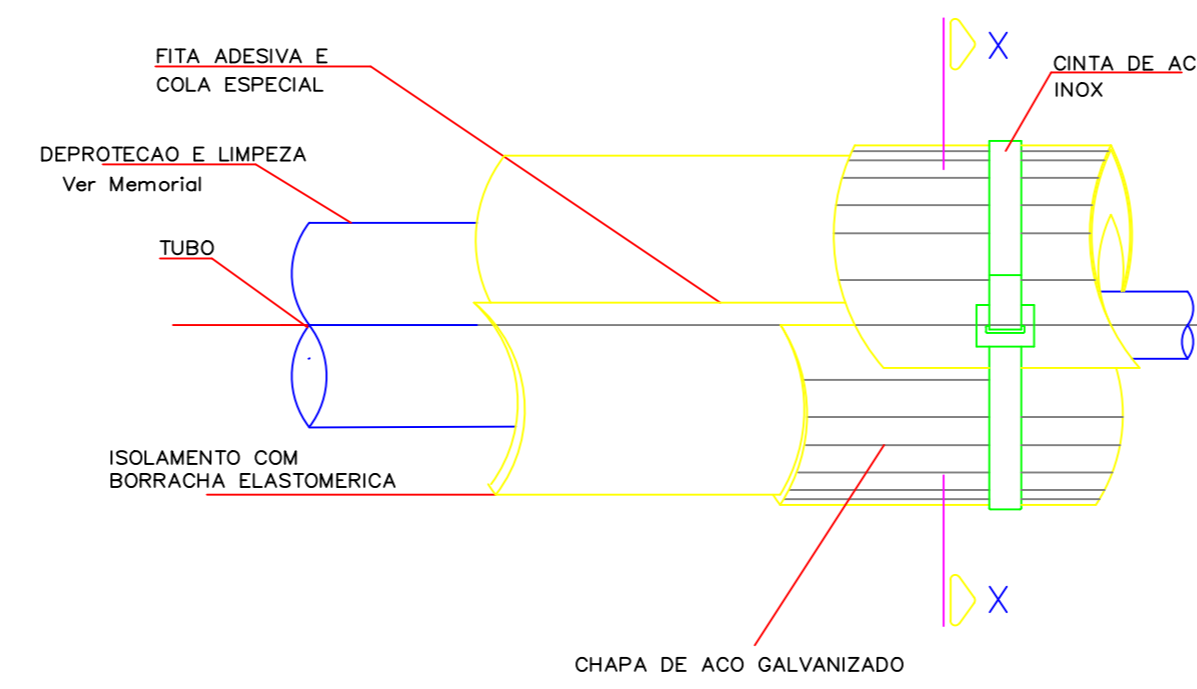 FITA ADESIVA E
COLA ESPECIAL
X
CINTA DE AC
INOX
DEPROTECAO E LIMPEZA
Ver Memorial
TUBO
ISOLAMENTO COM
BORRACHA ELASTOMERICA
X
CHAPA DE ACO GALVANIZADO